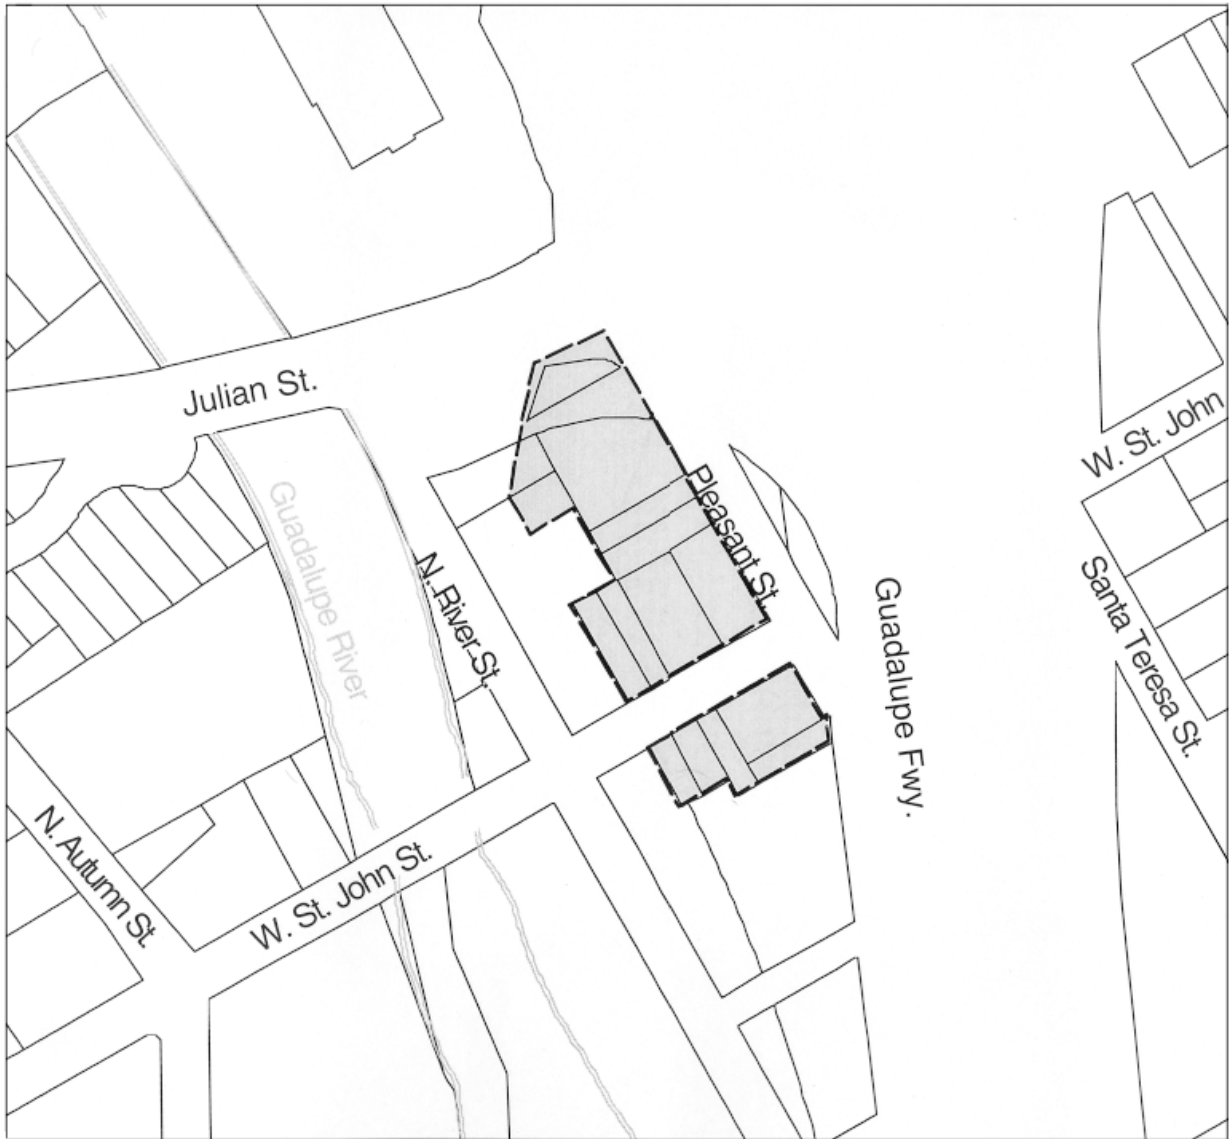 Julian St.
W. St. John
Guadalupe River
Pleasant St.
N. River St.
Santa Teresa St.
Guadalupe Fwy.
N. Autumn St.
W. St. John St.